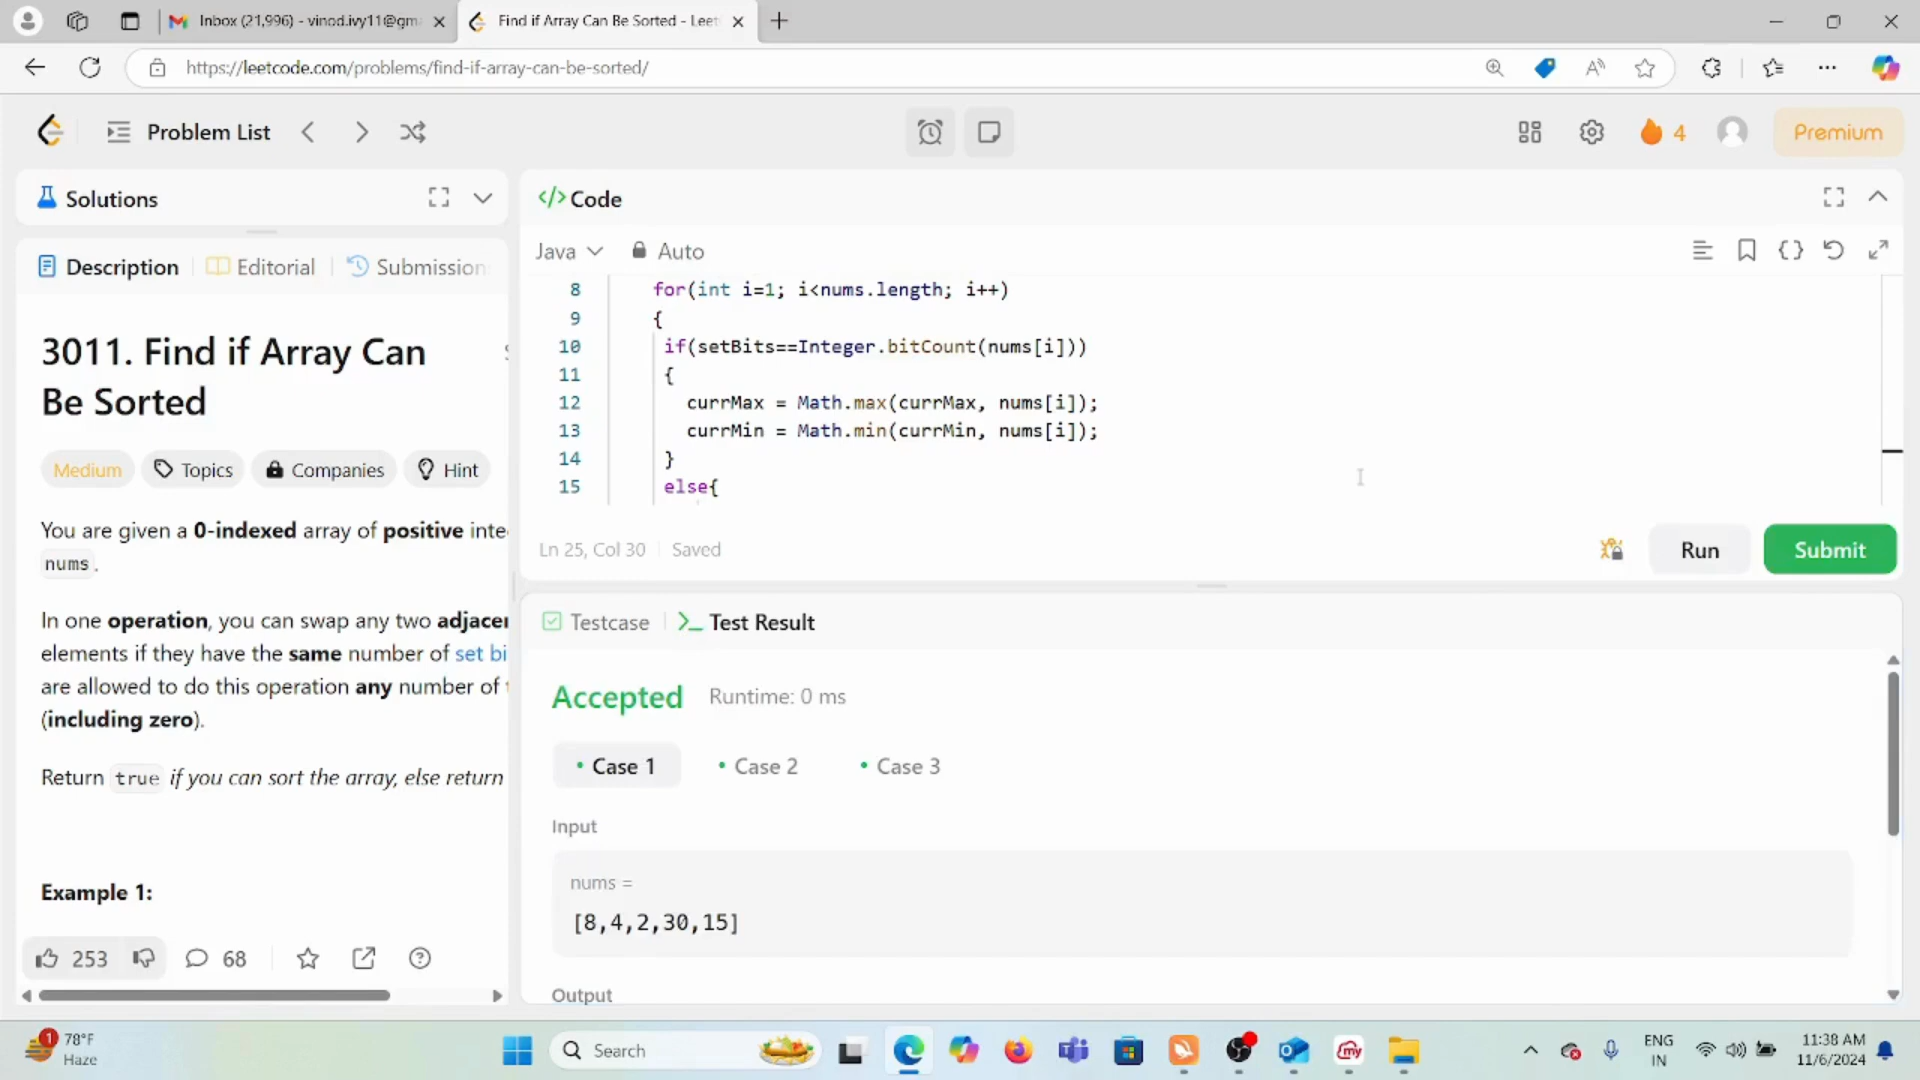 Inbox (21,996) - vinod.ivy11@gm
Find if Array Can Be Sorted - Leet
https://leetcode.com/problems/find-if-array-can-be-sorted/
Problem List
4
Premium
Solutions
Description
Editorial
Submission
3011. Find if Array Can
Be Sorted
Medium
Topics
Companies
Hint
You are given a 0-indexed array of positive inte
nums.
In one operation, you can swap any two adjacen
elements if they have the same number of set bi
are allowed to do this operation any number of t
(including zero).
Return true if you can sort the array, else return
Example 1:
253
68
</> Code
Java
Auto
8 for(int i=1; i<nums.length; i++)
9 {
10 if(setBits==Integer.bitCount(nums[i]))
11 {
12 currMax = Math.max(currMax, nums[i]);
13 currMin = Math.min(currMin, nums[i]);
14 }
15 else{
Ln 25, Col 30
Saved
Run
Submit
Testcase
Test Result
Accepted
Runtime: 0 ms
Case 1
Case 2
Case 3
Input
nums =
[8,4,2,30,15]
Output
1
78°F
Haze
Search
my
ENG
IN
11:38 AM
11/6/2024